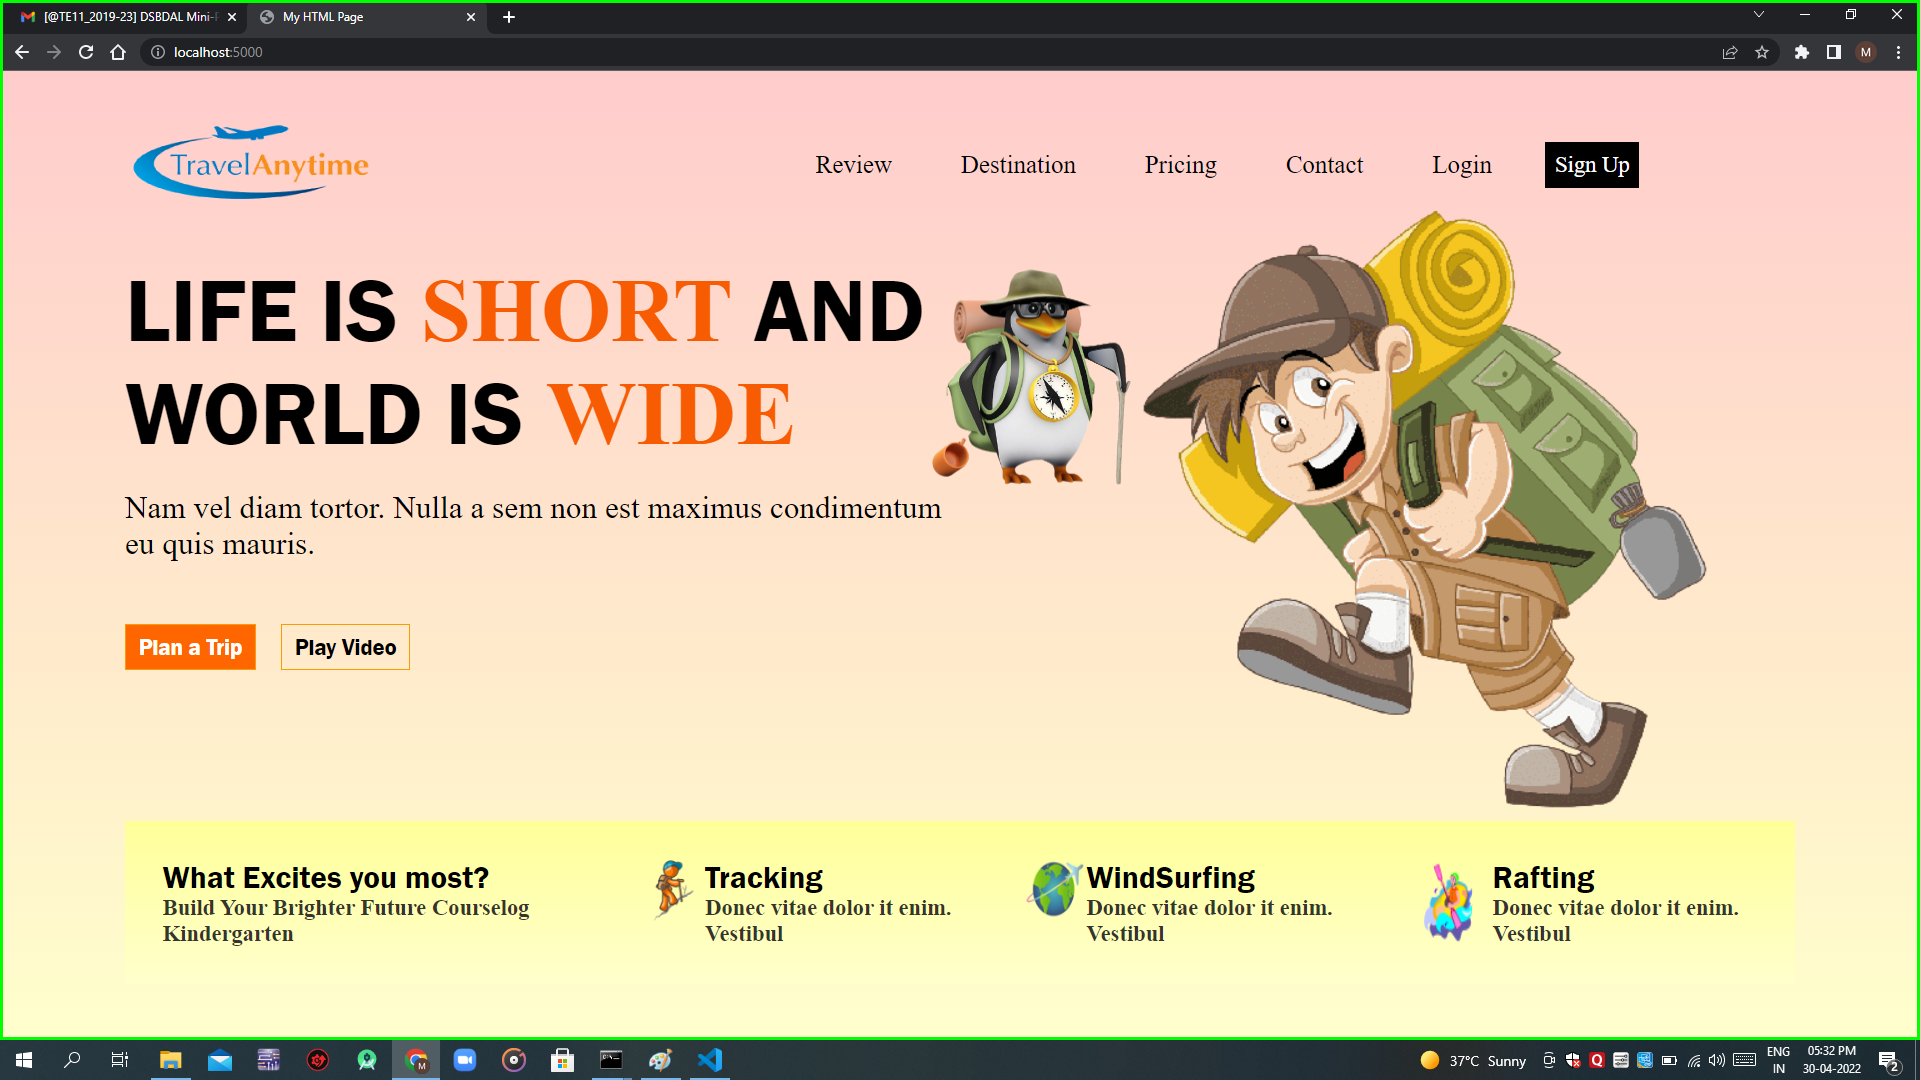 [@TE11_2019-23] DSBDAL Mini-
My HTML Page
localhost:5000
M
TravelAnytime
Review
Destination
Pricing
Contact
Login
Sign Up
LIFE IS SHORT AND
WORLD IS WIDE
Nam vel diam tortor. Nulla a sem non est maximus condimentum
eu quis mauris.
Plan a Trip
Play Video
What Excites you most?
Build Your Brighter Future Courselog
Kindergarten
Tracking
Donec vitae dolor it enim.
Vestibul
WindSurfing
Donec vitae dolor it enim.
Vestibul
Rafting
Donec vitae dolor it enim.
Vestibul
M
37°C Sunny
ENG
IN
05:32 PM
30-04-2022
2